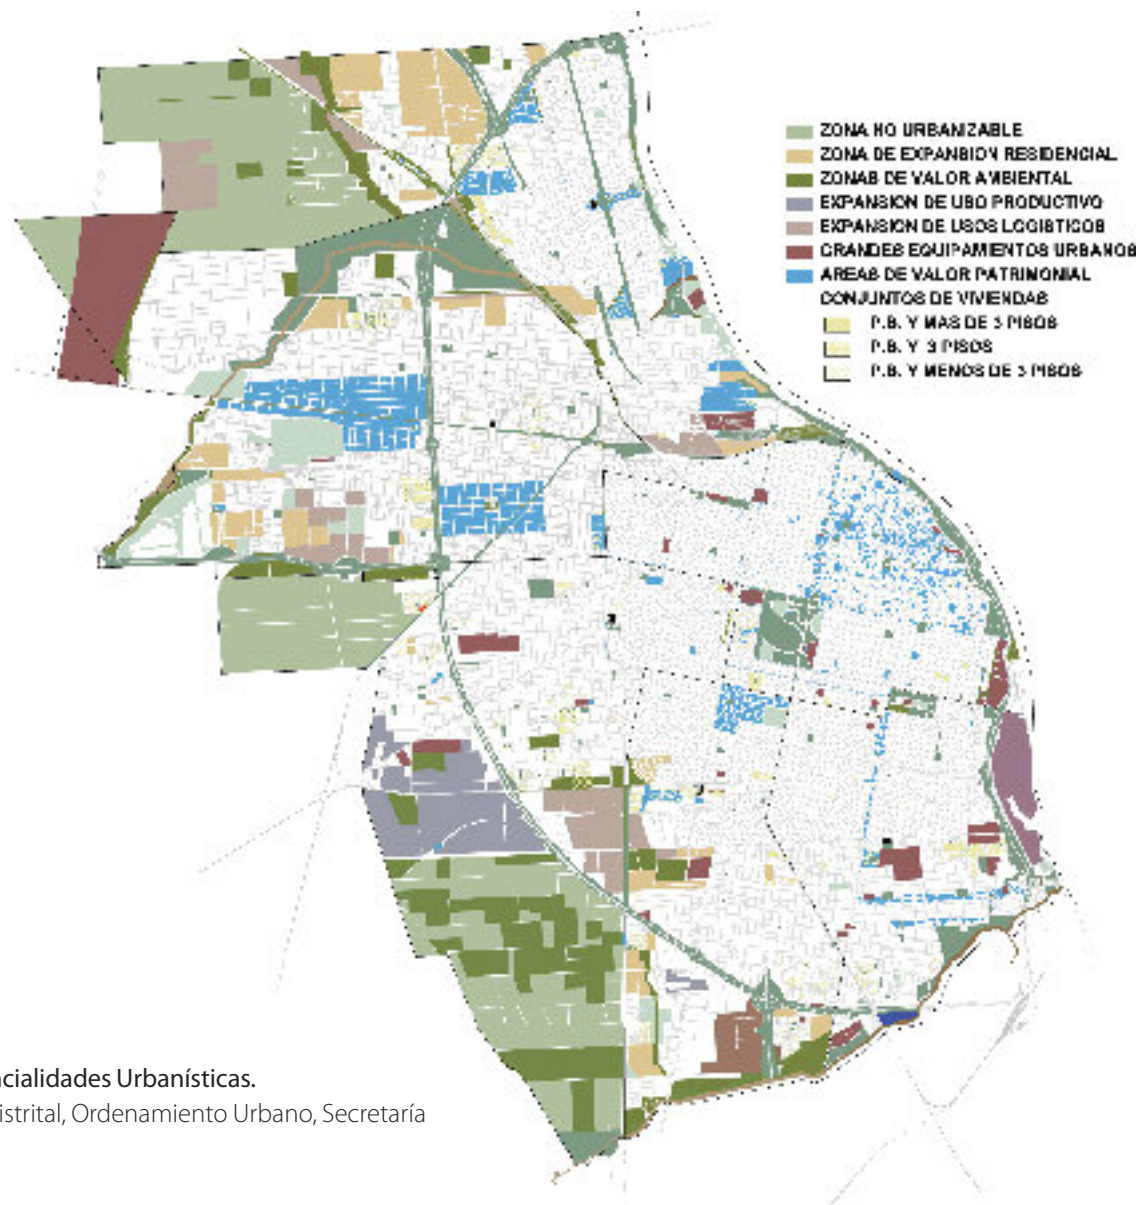 ZONA NO URBANIZABLE
ZONA DE EXPANSION RESIDENCIAL
ZONAS DE VALOR AMBIENTAL
EXPANSION DE USO PRODUCTIVO
EXPANSION DE USOS LOGISTICOS
GRANDES EQUIPAMIENTOS URBANOS
AREAS DE VALOR PATRIMONIAL
CONJUNTOS DE VIVIENDAS
P.B. Y MAS DE 3 PISOS
P.B. Y 3 PISOS
P.B. Y MENOS DE 3 PISOS
ncialidades Urbanísticas.
istrital, Ordenamiento Urbano, Secretaría